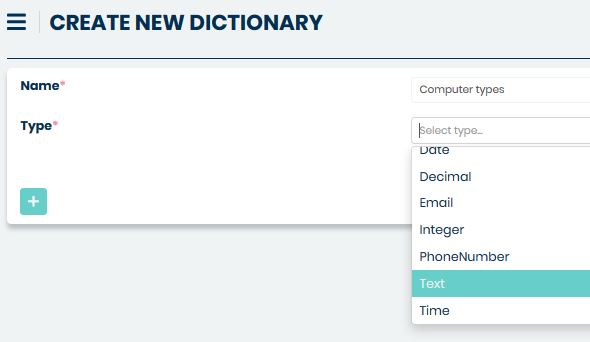 CREATE NEW DICTIONARY
Name*
Computer types
Type*
Select type...
Date
Decimal
Email
Integer
PhoneNumber
Text
Time
+